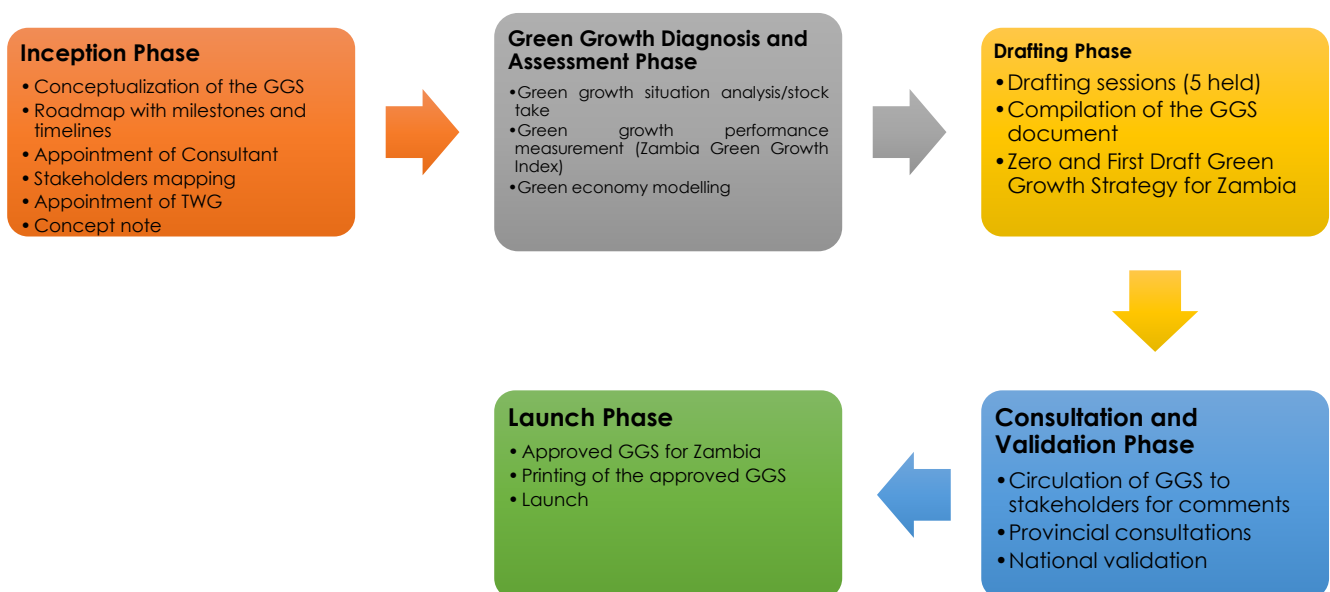 Inception Phase
• Conceptualization of the GGS
• Roadmap with milestones and
timelines
• Appointment of Consultant
• Stakeholders mapping
• Appointment of TWG
• Concept note
Green Growth Diagnosis and
Assessment Phase
•Green growth situation analysis/stock
take
•Green growth performance
measurement (Zambia Green Growth
Index)
•Green economy modelling
Drafting Phase
•Drafting sessions (5 held)
•Compilation of the GGS
document
•Zero and First Draft Green
Growth Strategy for Zambia
Consultation and
Validation Phase
•Circulation of GGS to
stakeholders for comments
•Provincial consultations
•National validation
Launch Phase
• Approved GGS for Zambia
• Printing of the approved GGS
• Launch